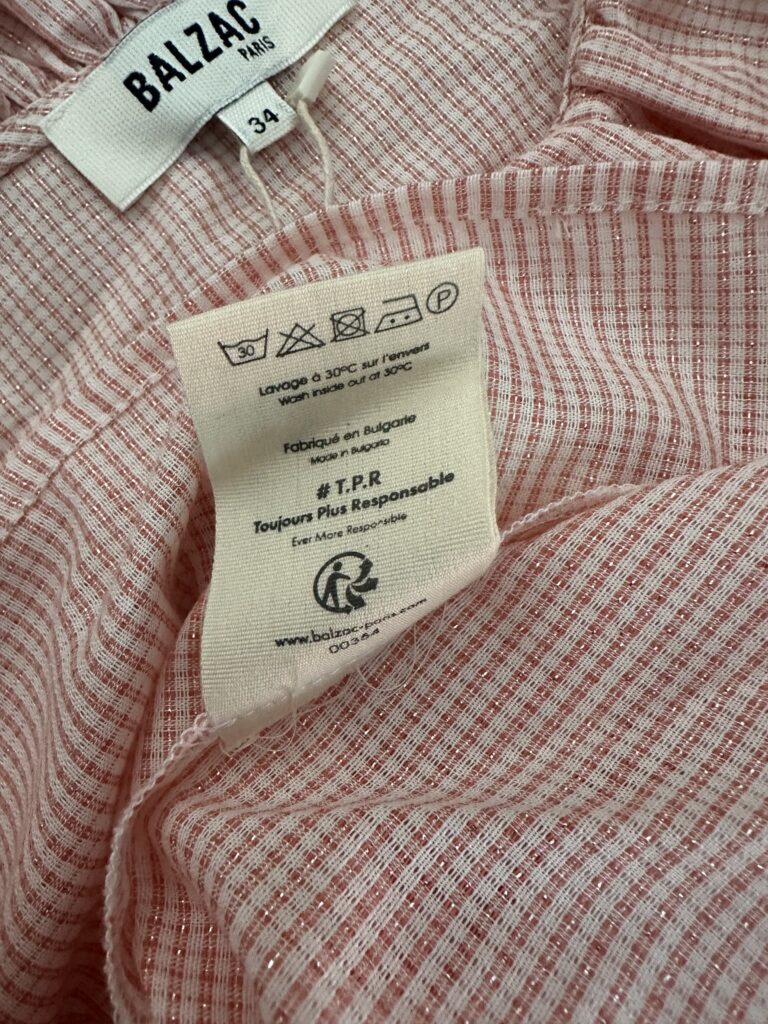 BALZAC
PARIS
34
30
P
Lavage à 30°C sur l'envers
Wash inside out at 30°C
Fabriqué en Bulgarie
Made in Bulgaria
# T.P.R
Toujours Plus Responsable
Ever More Responsible
www.balzac-paris.com
00364